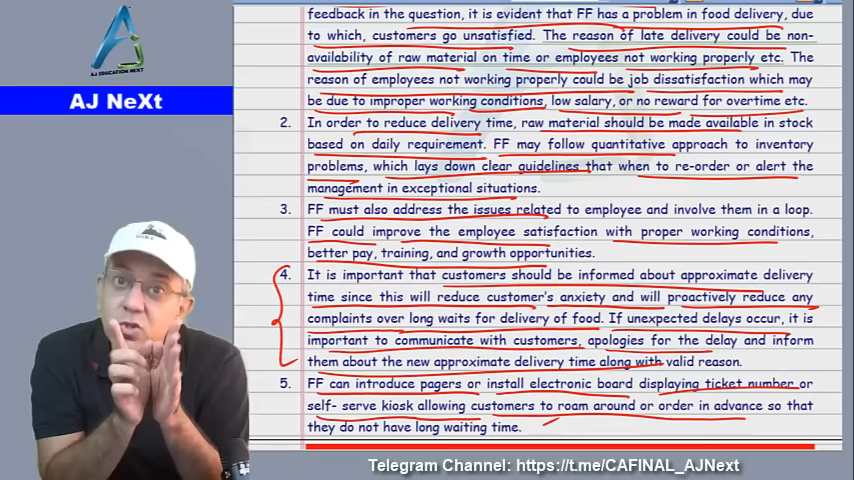 AJ EDUCATION NEXT
AJ NeXt
feedback in the question, it is evident that FF has a problem in food delivery, due
to which, customers go unsatisfied. The reason of late delivery could be non-
availability of raw material on time or employees not working properly etc. The
reason of employees not working properly could be job dissatisfaction which may
be due to improper working conditions, low salary, or no reward for overtime etc.
2. In order to reduce delivery time, raw material should be made available in stock
based on daily requirement. FF may follow quantitative approach to inventory
problems, which lays down clear guidelines that when to re-order or alert the
management in exceptional situations.
3. FF must also address the issues related to employee and involve them in a loop.
FF could improve the employee satisfaction with proper working conditions,
better pay, training, and growth opportunities.
4. It is important that customers should be informed about approximate delivery
time since this will reduce customer's anxiety and will proactively reduce any
complaints over long waits for delivery of food. If unexpected delays occur, it is
important to communicate with customers, apologies for the delay and inform
them about the new approximate delivery time along with valid reason.
5. FF can introduce pagers or install electronic board displaying ticket number or
self- serve kiosk allowing customers to roam around or order in advance so that
they do not have long waiting time.
Telegram Channel: https://t.me/CAFINAL_AJNext